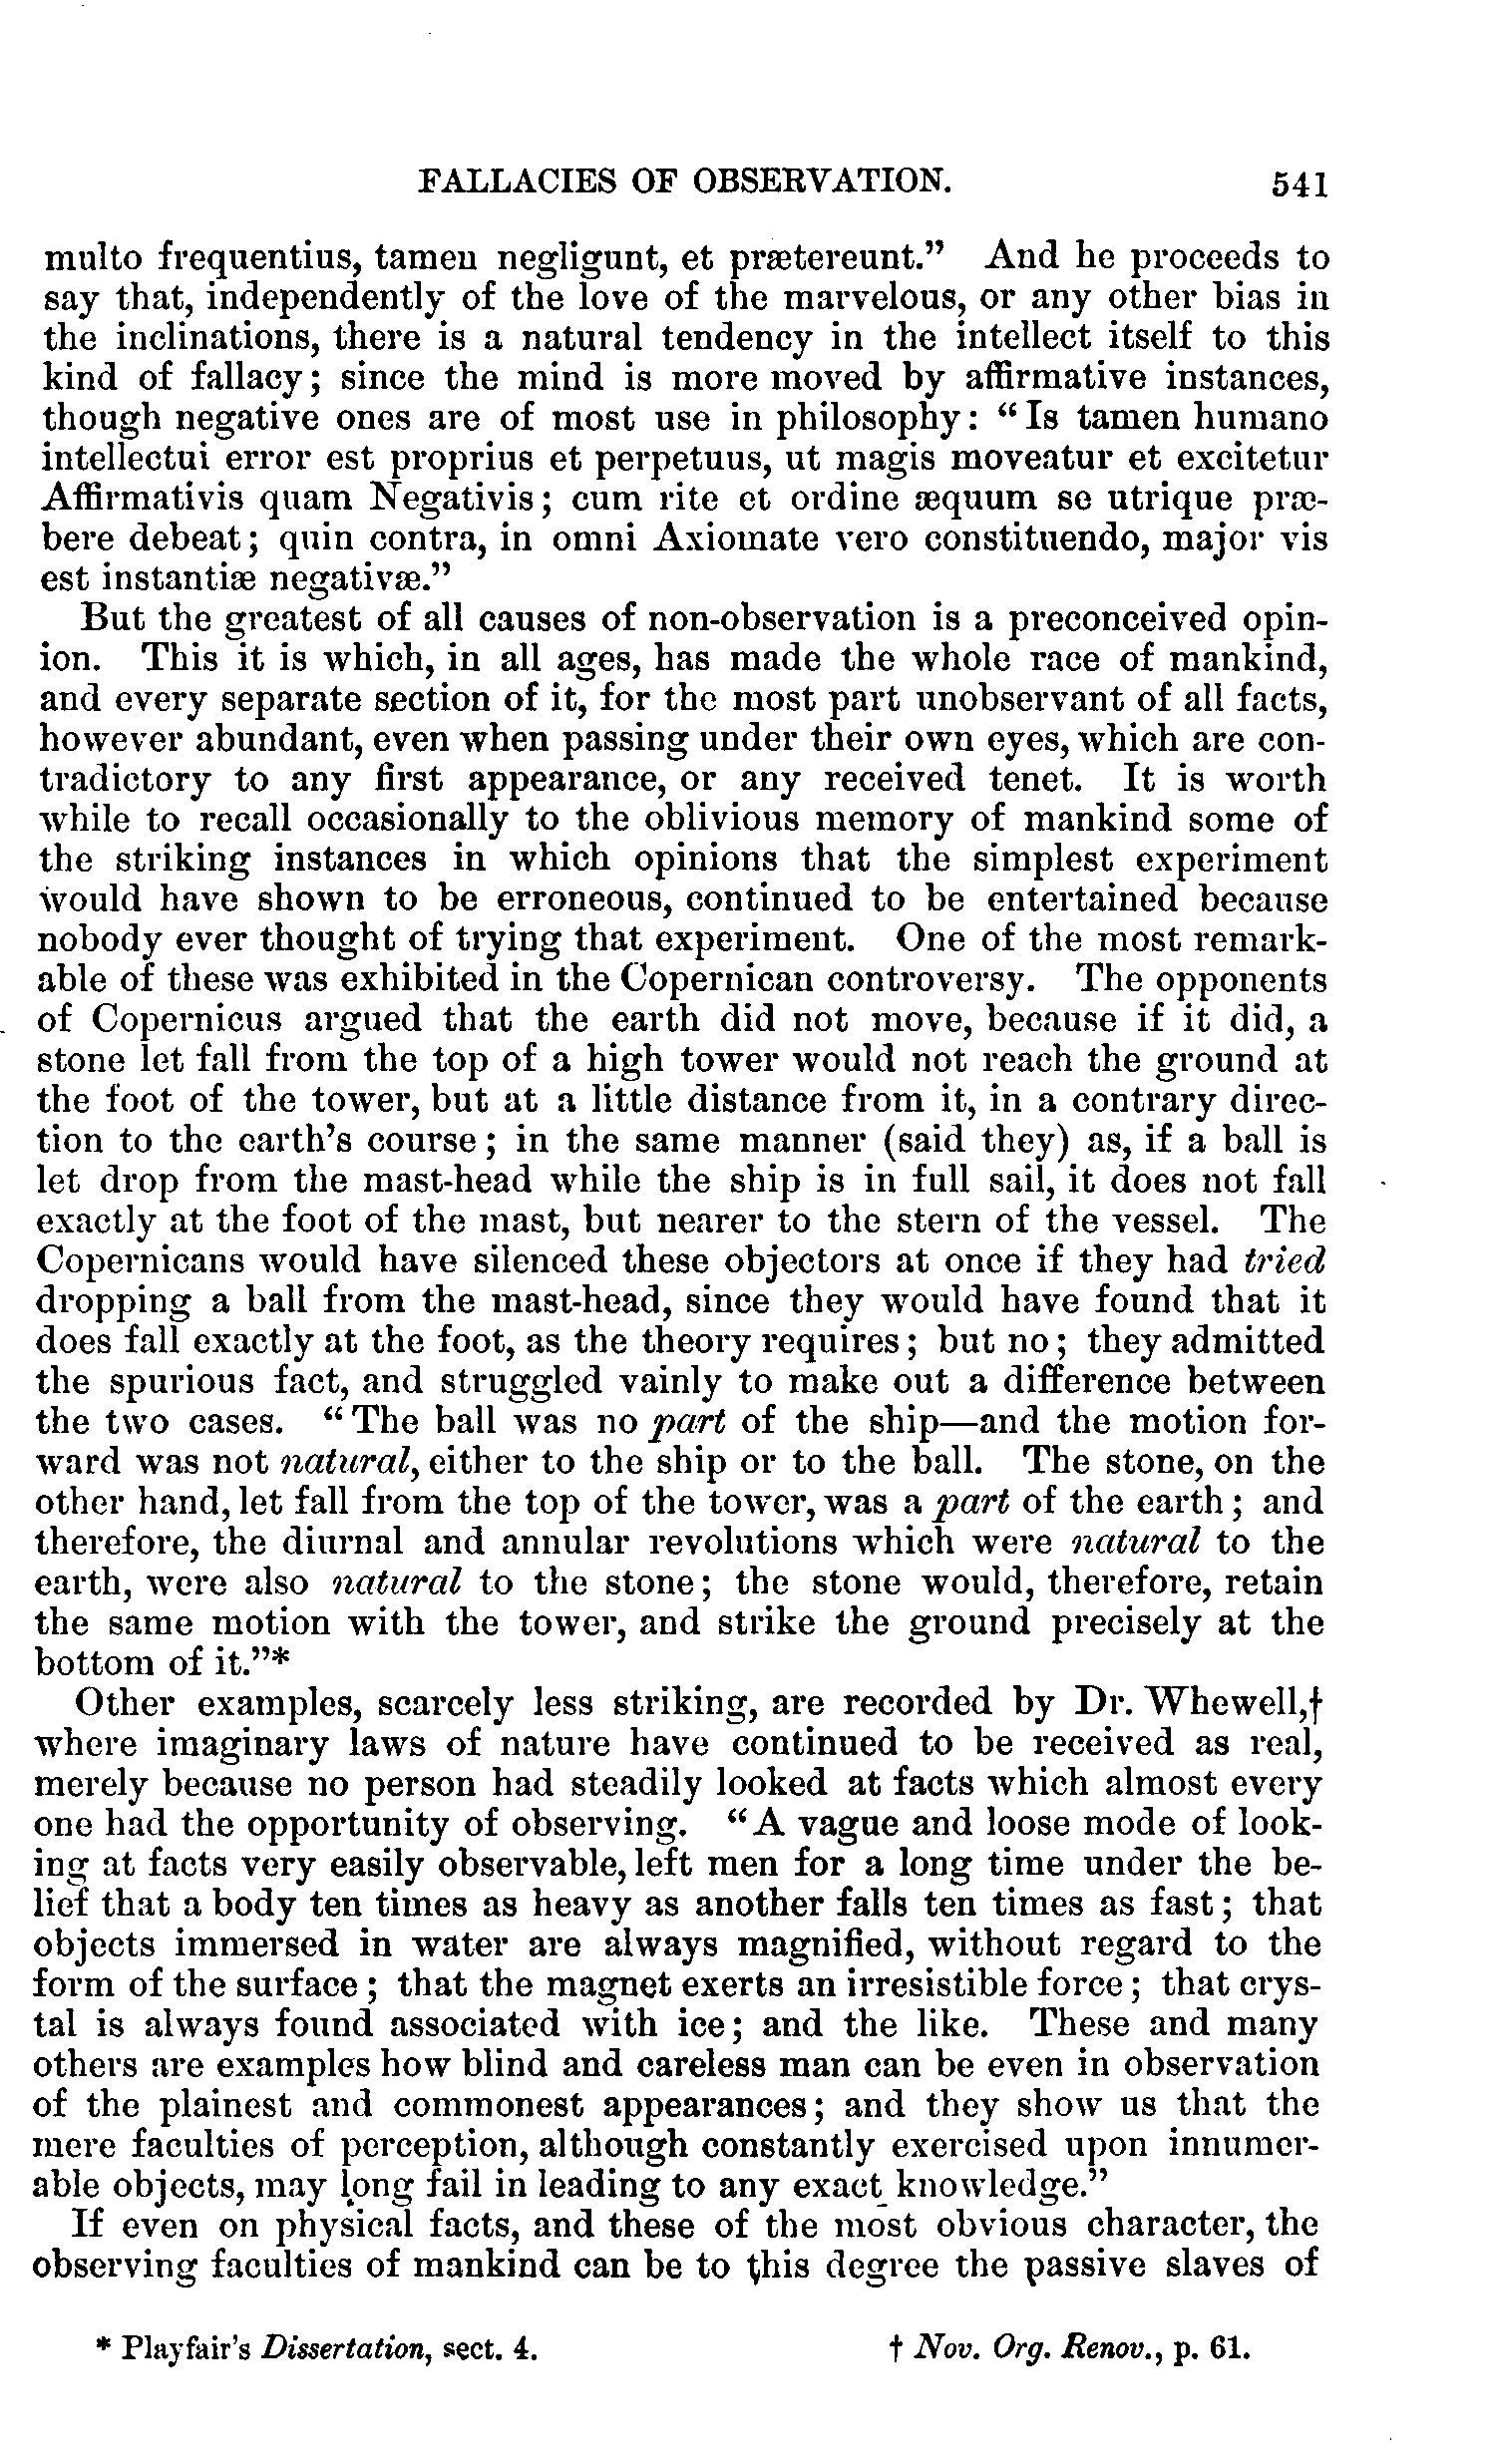 FALLACIES OF OBSERVATION. 541
multo frequentius, tamen negligunt, et prætereunt.” And he proceeds to
say that, independently of the love of the marvelous, or any other bias in
the inclinations, there is a natural tendency in the intellect itself to this
kind of fallacy; since the mind is more moved by affirmative instances,
though negative ones are of most use in philosophy: “Is tamen humano
intellectui error est proprius et perpetuus, ut magis moveatur et excitetur
Affirmativis quam Negativis; cum rite et ordine æquum se utrique præ-
bere debeat; quin contra, in omni Axiomate vero constituendo, major vis
est instantiæ negativæ.”
But the greatest of all causes of non-observation is a preconceived opin-
ion. This it is which, in all ages, has made the whole race of mankind,
and every separate section of it, for the most part unobservant of all facts,
however abundant, even when passing under their own eyes, which are con-
tradictory to any first appearance, or any received tenet. It is worth
while to recall occasionally to the oblivious memory of mankind some of
the striking instances in which opinions that the simplest experiment
would have shown to be erroneous, continued to be entertained because
nobody ever thought of trying that experiment. One of the most remark-
able of these was exhibited in the Copernican controversy. The opponents
of Copernicus argued that the earth did not move, because if it did, a
stone let fall from the top of a high tower would not reach the ground at
the foot of the tower, but at a little distance from it, in a contrary direc-
tion to the earth’s course; in the same manner (said they) as, if a ball is
let drop from the mast-head while the ship is in full sail, it does not fall
exactly at the foot of the mast, but nearer to the stern of the vessel. The
Copernicans would have silenced these objectors at once if they had tried
dropping a ball from the mast-head, since they would have found that it
does fall exactly at the foot, as the theory requires; but no; they admitted
the spurious fact, and struggled vainly to make out a difference between
the two cases. “The ball was no part of the ship—and the motion for-
ward was not natural, either to the ship or to the ball. The stone, on the
other hand, let fall from the top of the tower, was a part of the earth; and
therefore, the diurnal and annular revolutions which were natural to the
earth, were also natural to the stone; the stone would, therefore, retain
the same motion with the tower, and strike the ground precisely at the
bottom of it.”*
Other examples, scarcely less striking, are recorded by Dr. Whewell,†
where imaginary laws of nature have continued to be received as real,
merely because no person had steadily looked at facts which almost every
one had the opportunity of observing. “A vague and loose mode of look-
ing at facts very easily observable, left men for a long time under the be-
lief that a body ten times as heavy as another falls ten times as fast; that
objects immersed in water are always magnified, without regard to the
form of the surface; that the magnet exerts an irresistible force; that crys-
tal is always found associated with ice; and the like. These and many
others are examples how blind and careless man can be even in observation
of the plainest and commonest appearances; and they show us that the
mere faculties of perception, although constantly exercised upon innumer-
able objects, may long fail in leading to any exact knowledge.”
If even on physical facts, and these of the most obvious character, the
observing faculties of mankind can be to this degree the passive slaves of
* Playfair’s Dissertation, sect. 4. † Nov. Org. Renov., p. 61.